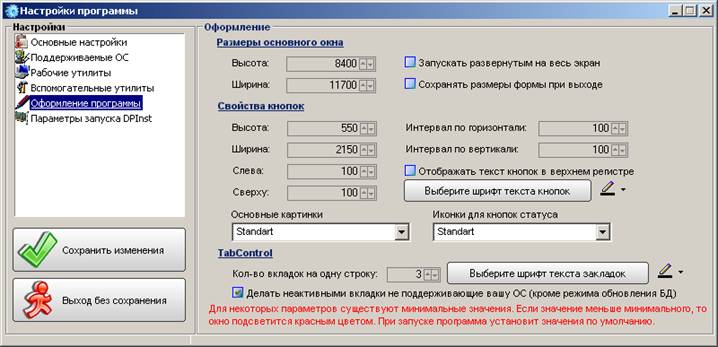 Настройки программы
Настройки
Основные настройки
Поддерживаемые ОС
Рабочие утилиты
Вспомогательные утилиты
Оформление программы
Параметры запуска DPInst
Сохранить изменения
Выход без сохранения
Оформление
Размеры основного окна
Высота: 8400 Запускать развернутым на весь экран
Ширина: 11700 Сохранять размеры формы при выходе
Свойства кнопок
Высота: 550 Интервал по горизонтали: 100
Ширина: 2150 Интервал по вертикали: 100
Слева: 100 Отображать текст кнопок в верхнем регистре
Сверху: 100 Выберите шрифт текста кнопок
Основные картинки Иконки для кнопок статуса
Standart Standart
TabControl
Кол-во вкладок на одну строку: 3 Выберите шрифт текста закладок
Делать неактивными вкладки не поддерживающие вашу ОС (кроме режима обновления БД)
Для некоторых параметров существуют минимальные значения. Если значение меньше минимального, то
окно подсветится красным цветом. При запуске программа установит значения по умолчанию.